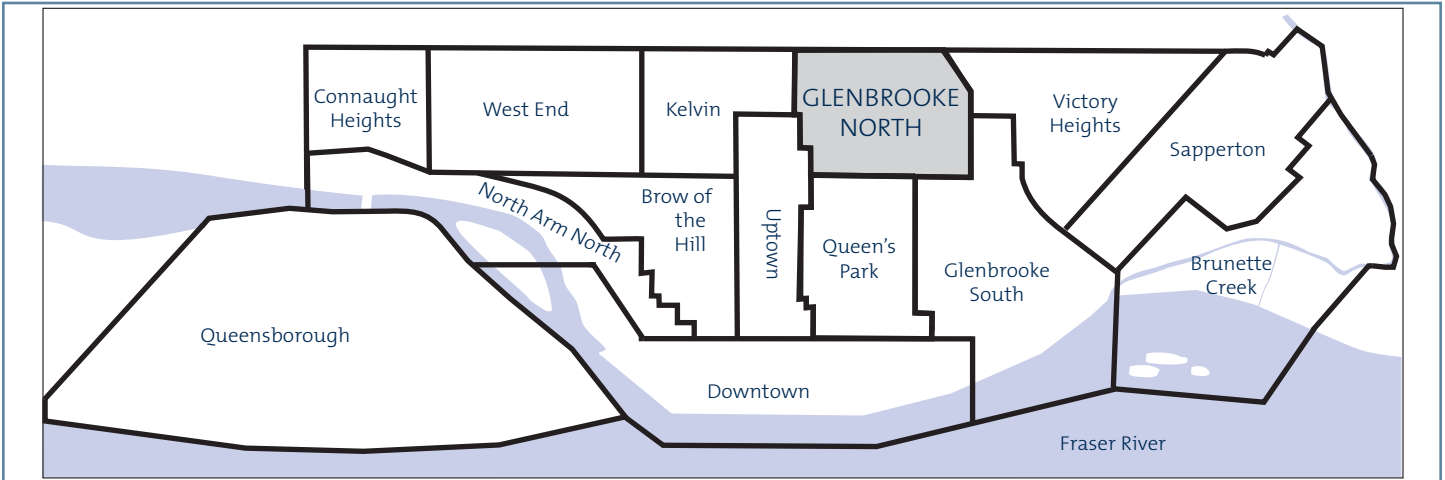 Connaught
Heights
West End
Kelvin
GLENBROOKE
NORTH
Victory
Heights
Sapperton
North Arm North
Brow of
the
Hill
Uptown
Queen's
Park
Glenbrooke
South
Brunette
Creek
Queensborough
Downtown
Fraser River